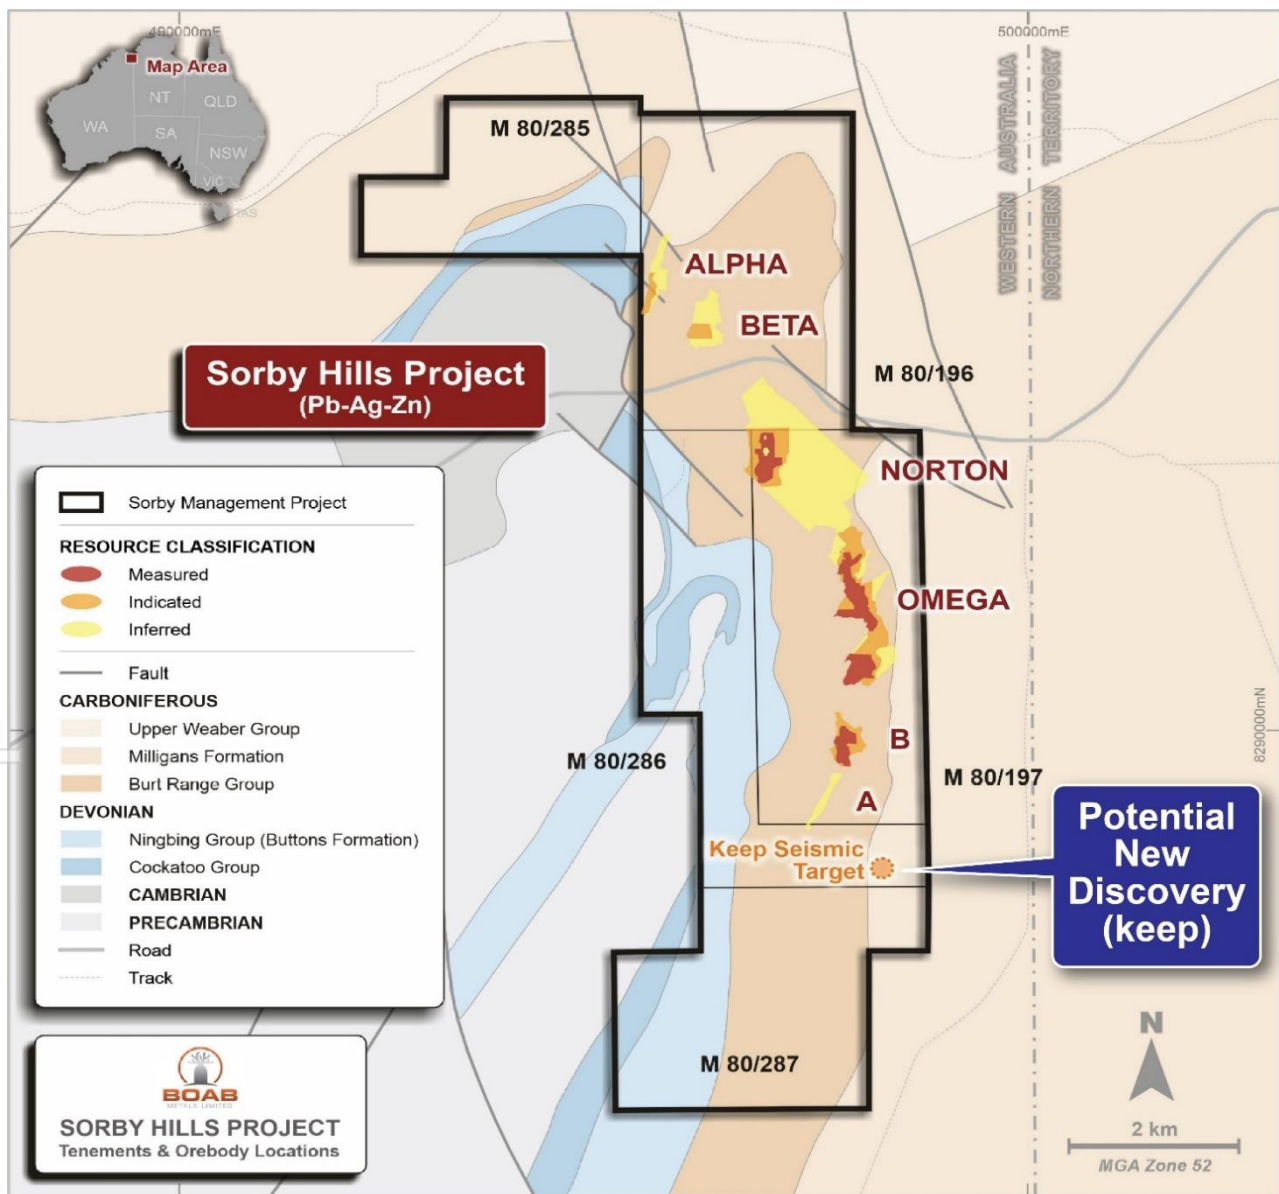 490000mE
500000mE
Map Area
NT
QLD
WA
SA
NSW
VIC
TAS
WESTERN AUSTRALIA
NORTHERN TERRITORY
M 80/285
ALPHA
BETA
Sorby Hills Project
(Pb-Ag-Zn)
M 80/196
NORTON
OMEGA
B
M 80/286
M 80/197
A
8290000mN
Keep Seismic
Target
Potential
New
Discovery
(keep)
M 80/287
Sorby Management Project
RESOURCE CLASSIFICATION
Measured
Indicated
Inferred
Fault
CARBONIFEROUS
Upper Weaber Group
Milligans Formation
Burt Range Group
DEVONIAN
Ningbing Group (Buttons Formation)
Cockatoo Group
CAMBRIAN
PRECAMBRIAN
Road
Track
BOAB
METALS LIMITED
SORBY HILLS PROJECT
Tenements & Orebody Locations
N
2 km
MGA Zone 52